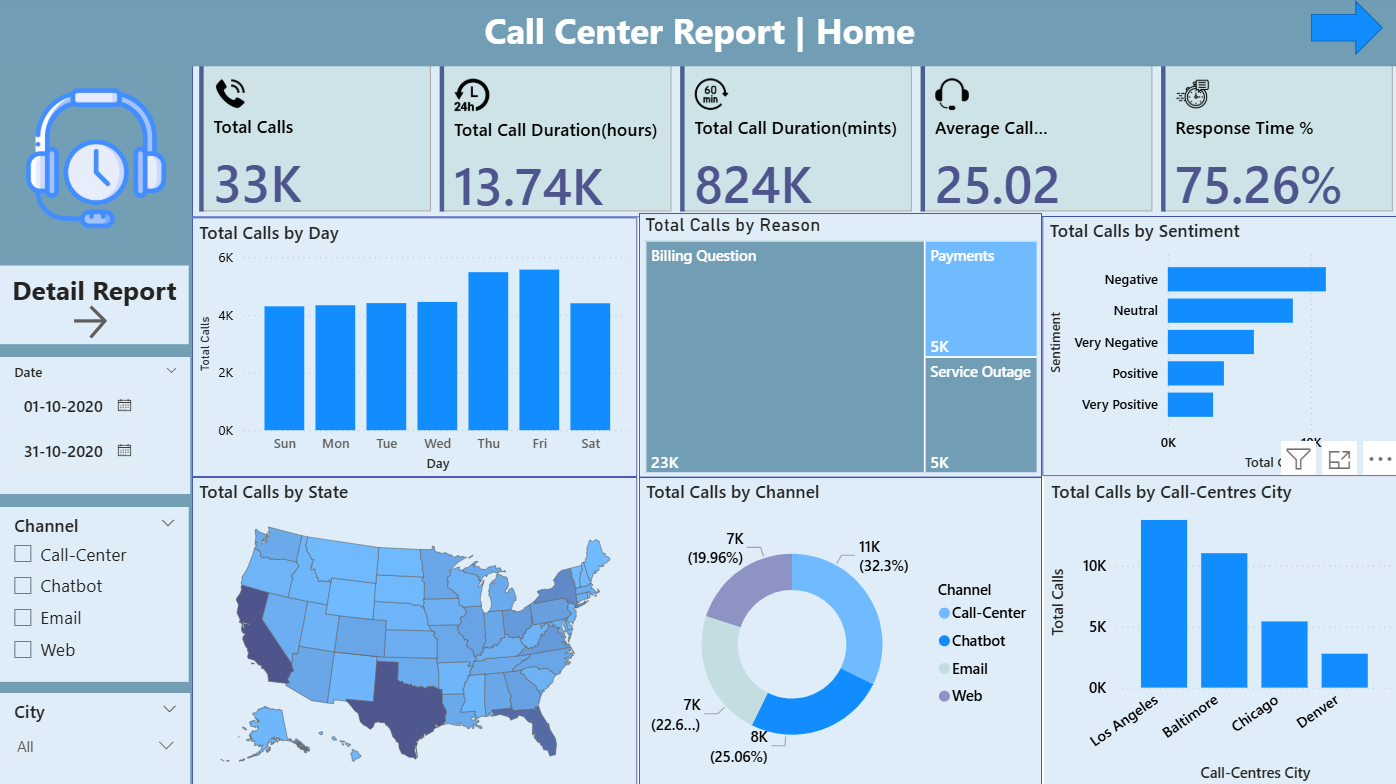 Call Center Report | Home
24h
60
min
Total Calls
Total Call Duration(hours)
Total Call Duration(mints)
Average Call...
Response Time %
33K
13.74K
824K
25.02
75.26%
Detail Report
Date
01-10-2020
31-10-2020
Channel
Call-Center
Chatbot
Email
Web
City
All
Total Calls by Day
Total Calls
6K
4K
2K
0K
Sun
Mon
Tue
Wed
Thu
Fri
Sat
Day
Total Calls by Reason
Billing Question
23K
Payments
5K
Service Outage
5K
Total Calls by Sentiment
Sentiment
Negative
Neutral
Very Negative
Positive
Very Positive
0K
Total
Total Calls by State
Total Calls by Channel
7K
(19.96%)
11K
(32.3%)
7K
(22.6...)
8K
(25.06%)
Channel
Call-Center
Chatbot
Email
Web
Total Calls by Call-Centres City
Total Calls
10K
5K
0K
Los Angeles
Baltimore
Chicago
Denver
Call-Centres City